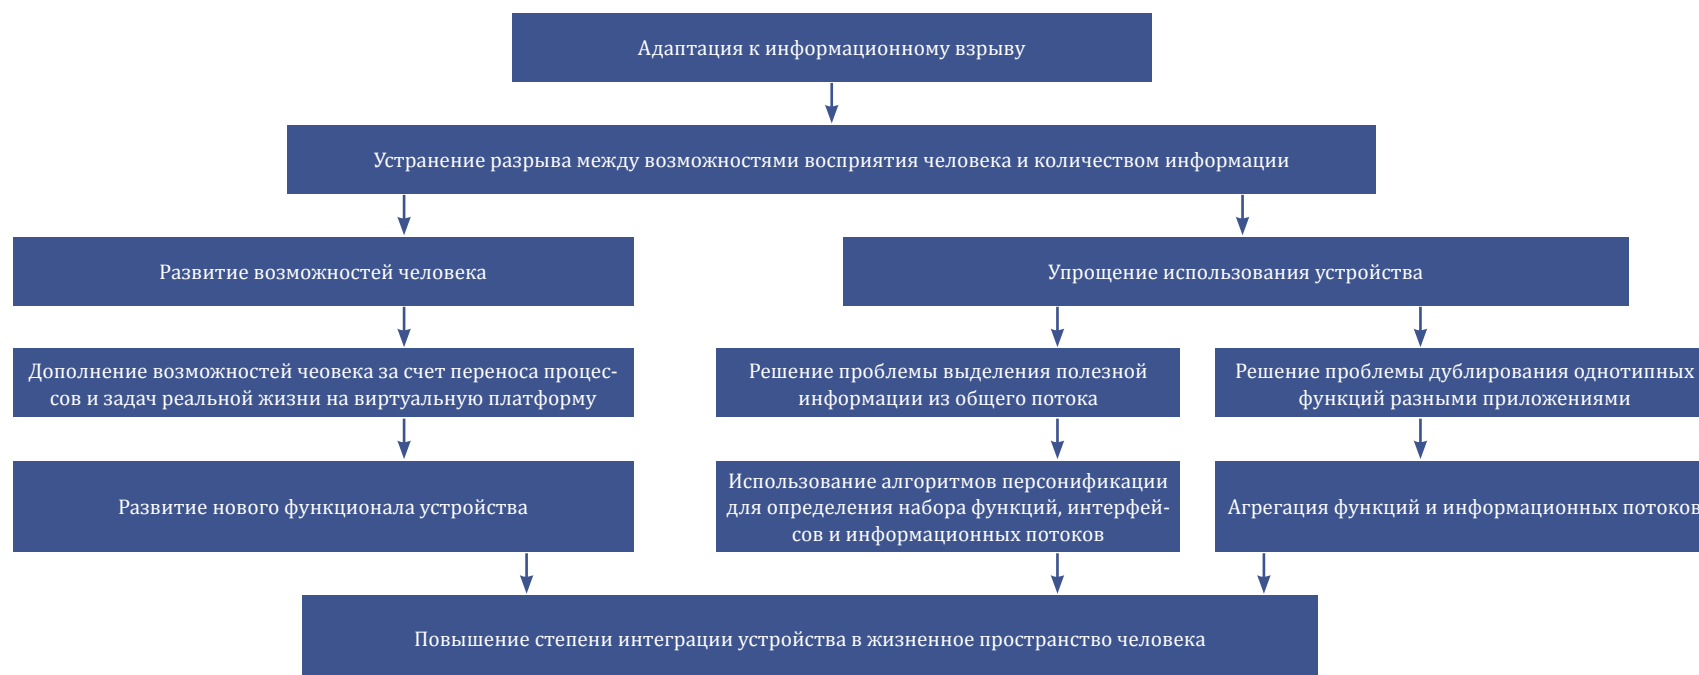 Адаптация к информационному взрыву
Устранение разрыва между возможностями восприятия человека и количеством информации
Развитие возможностей человека
Упрощение использования устройства
Дополнение возможностей чеовека за счет переноса процес-
сов и задач реальной жизни на виртуальную платформу
Решение проблемы выделения полезной
информации из общего потока
Решение проблемы дублирования однотипных
функций разными приложениями
Развитие нового функционала устройства
Использование алгоритмов персонификации
для определения набора функций, интерфей-
сов и информационных потоков
Агрегация функций и информационных потоков
Повышение степени интеграции устройства в жизненное пространство человека